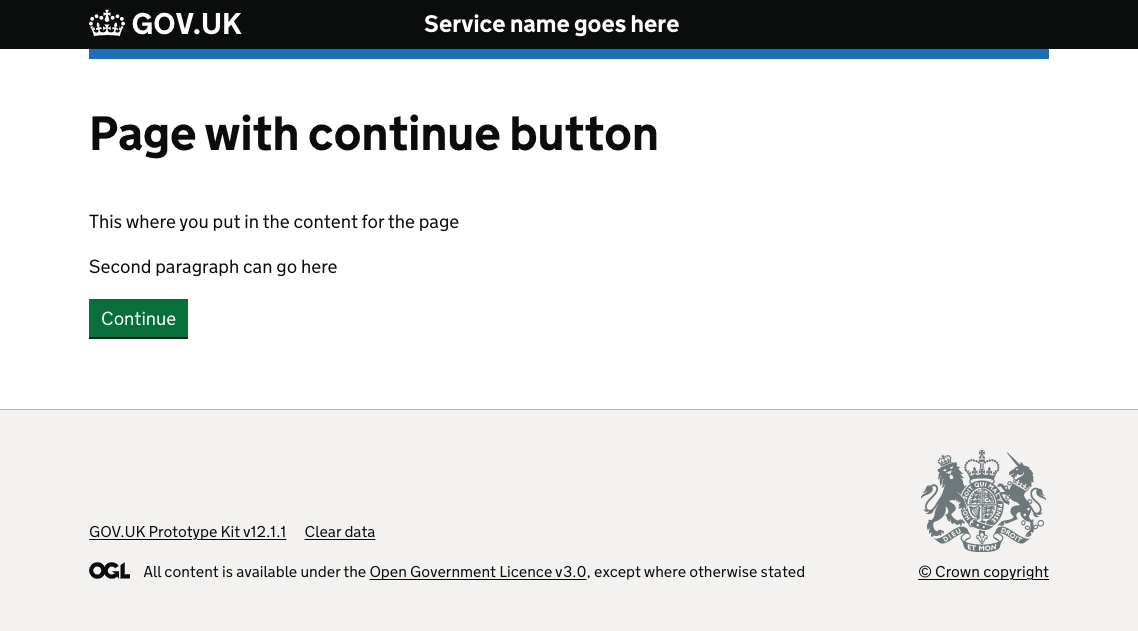 GOV.UK Service name goes here
Page with continue button
This where you put in the content for the page
Second paragraph can go here
Continue
GOV.UK Prototype Kit v12.1.1 Clear data
OGL All content is available under the Open Government Licence v3.0, except where otherwise stated
DIEU ET MON DROIT
© Crown copyright